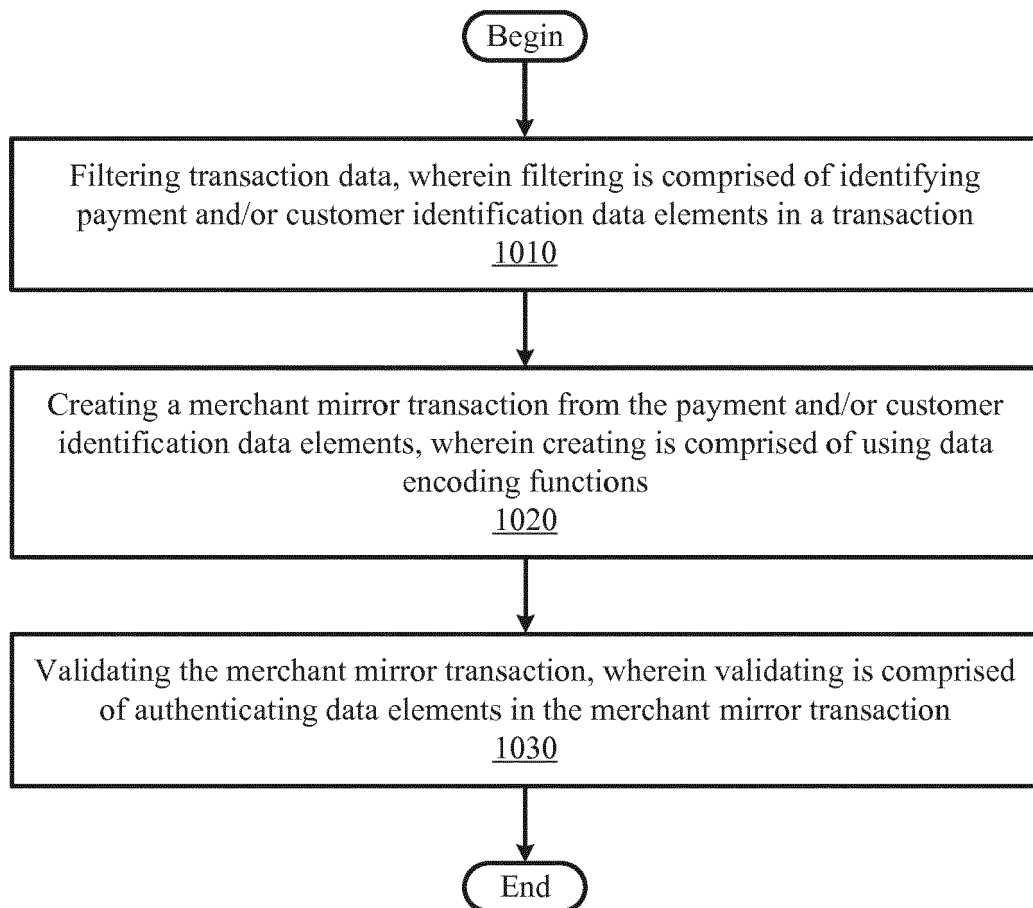 Begin
Filtering transaction data, wherein filtering is comprised of identifying
payment and/or customer identification data elements in a transaction
1010
Creating a merchant mirror transaction from the payment and/or customer
identification data elements, wherein creating is comprised of using data
encoding functions
1020
Validating the merchant mirror transaction, wherein validating is comprised
of authenticating data elements in the merchant mirror transaction
1030
End